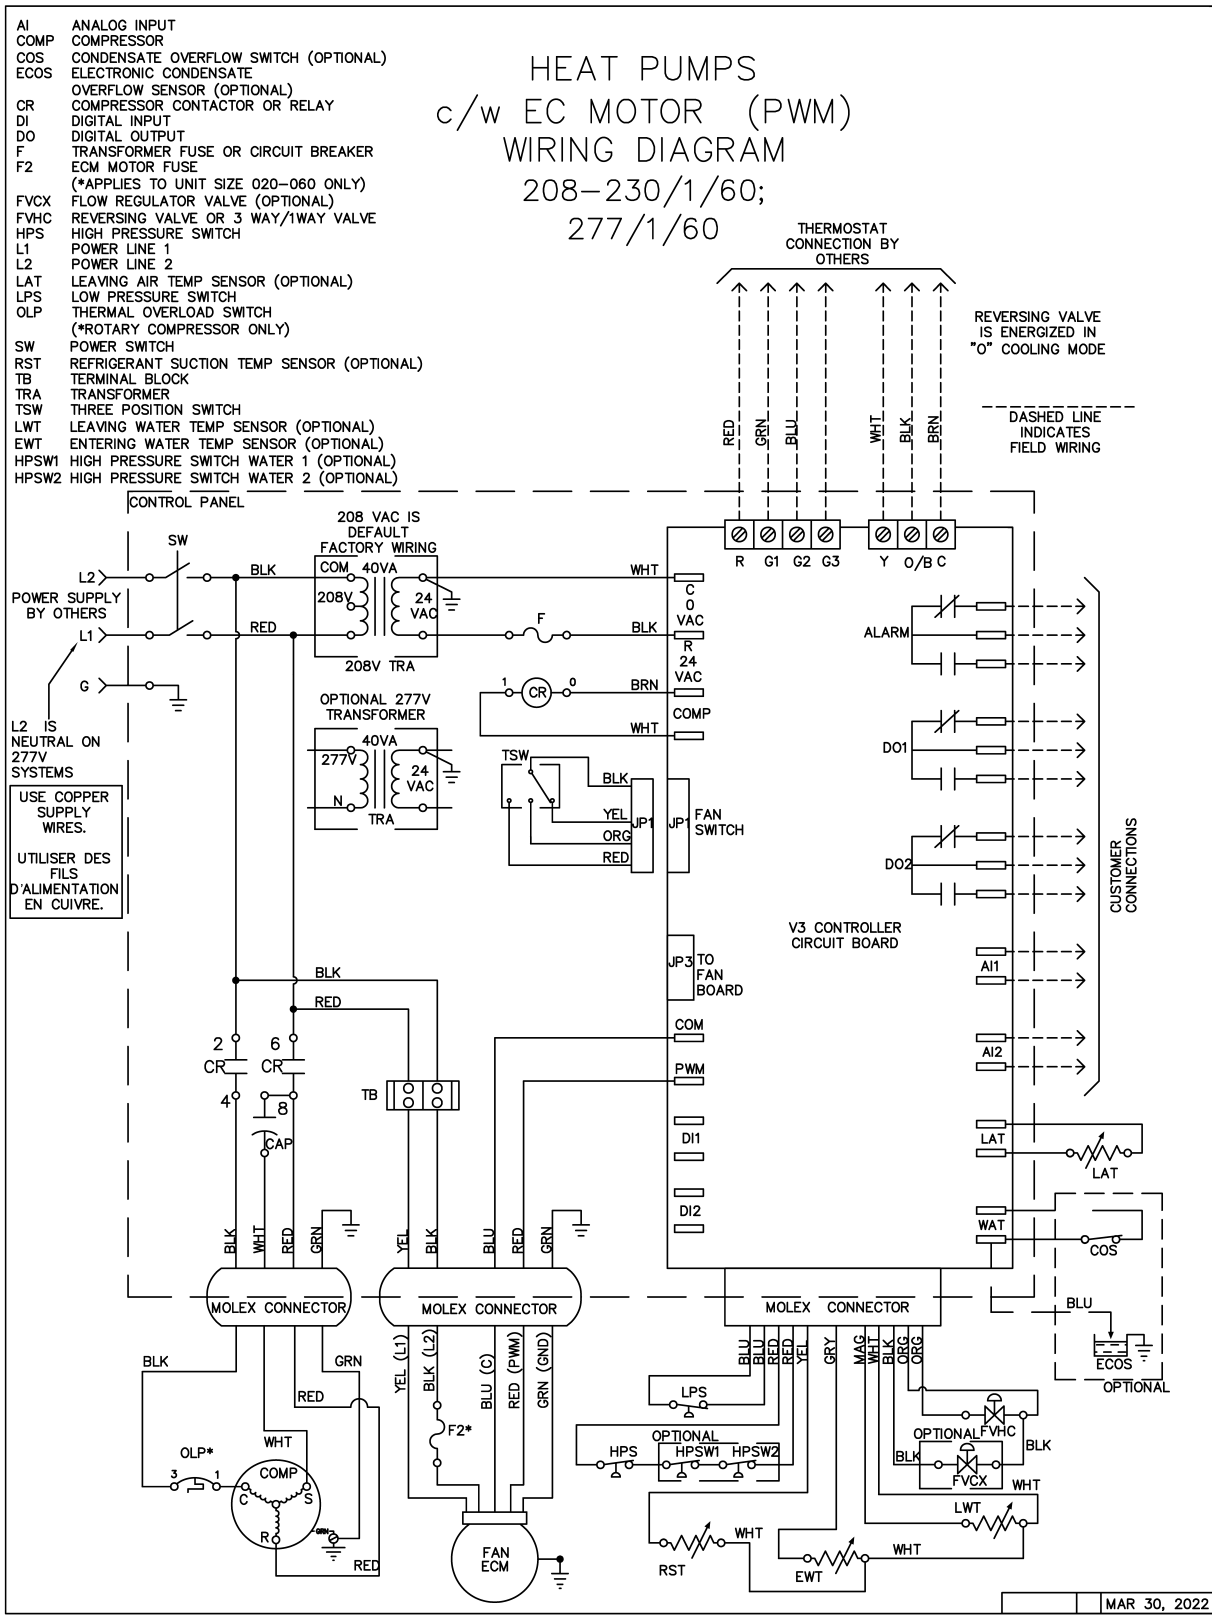 AI ANALOG INPUT
COMP COMPRESSOR
COS CONDENSATE OVERFLOW SWITCH (OPTIONAL)
ECOS ELECTRONIC CONDENSATE
OVERFLOW SENSOR (OPTIONAL)
CR COMPRESSOR CONTACTOR OR RELAY
DI DIGITAL INPUT
DO DIGITAL OUTPUT
F TRANSFORMER FUSE OR CIRCUIT BREAKER
F2 ECM MOTOR FUSE
(*APPLIES TO UNIT SIZE 020-060 ONLY)
FVCX FLOW REGULATOR VALVE (OPTIONAL)
FVHC REVERSING VALVE OR 3 WAY/1WAY VALVE
HPS HIGH PRESSURE SWITCH
L1 POWER LINE 1
L2 POWER LINE 2
LAT LEAVING AIR TEMP SENSOR (OPTIONAL)
LPS LOW PRESSURE SWITCH
OLP THERMAL OVERLOAD SWITCH
(*ROTARY COMPRESSOR ONLY)
SW POWER SWITCH
RST REFRIGERANT SUCTION TEMP SENSOR (OPTIONAL)
TB TERMINAL BLOCK
TRA TRANSFORMER
TSW THREE POSITION SWITCH
LWT LEAVING WATER TEMP SENSOR (OPTIONAL)
EWT ENTERING WATER TEMP SENSOR (OPTIONAL)
HPSW1 HIGH PRESSURE SWITCH WATER 1 (OPTIONAL)
HPSW2 HIGH PRESSURE SWITCH WATER 2 (OPTIONAL)
HEAT PUMPS
c/w EC MOTOR (PWM)
WIRING DIAGRAM
208-230/1/60;
277/1/60
THERMOSTAT
CONNECTION BY
OTHERS
REVERSING VALVE
IS ENERGIZED IN
"O" COOLING MODE
DASHED LINE
INDICATES
FIELD WIRING
RED GRN BLU WHT BLK BRN
R G1 G2 G3 Y O/B C
CONTROL PANEL
SW
L2
POWER SUPPLY
BY OTHERS
L1
G
L2 IS
NEUTRAL ON
277V
SYSTEMS
USE COPPER
SUPPLY
WIRES.
UTILISER DES
FILS
D'ALIMENTATION
EN CUIVRE.
BLK
RED
208 VAC IS
DEFAULT
FACTORY WIRING
COM 40VA
208V
24
VAC
208V TRA
OPTIONAL 277V
TRANSFORMER
40VA
277V
24
VAC
N
TRA
F
WHT
BLK
1 CR 0
BRN
WHT
C
0
VAC
R
24
VAC
COMP
TSW
BLK
YEL
ORG
RED
JP1
JP1
FAN
SWITCH
JP3
TO
FAN
BOARD
COM
PWM
DI1
DI2
V3 CONTROLLER
CIRCUIT BOARD
ALARM
DO1
DO2
AI1
AI2
LAT
WAT
CUSTOMER
CONNECTIONS
LAT
COS
BLU
ECOS
OPTIONAL
BLK
RED
2
CR
4
6
CR
8
CAP
TB
BLK WHT RED GRN
YEL BLK BLU RED GRN
MOLEX CONNECTOR
MOLEX CONNECTOR
MOLEX CONNECTOR
BLK
GRN
RED
WHT
OLP*
3 1
COMP
C
S
R
GRN
RED
YEL (L1)
BLK (L2)
BLU (C)
RED (PWM)
GRN (GND)
F2*
FAN
ECM
BLU BLU RED RED YEL GRY MAG WHT BLK ORG ORG
LPS
OPTIONAL
HPS HPSW1 HPSW2
RST
WHT
EWT
WHT
LWT
WHT
BLK
OPTIONAL
FVCX
FVHC
BLK
MAR 30, 2022